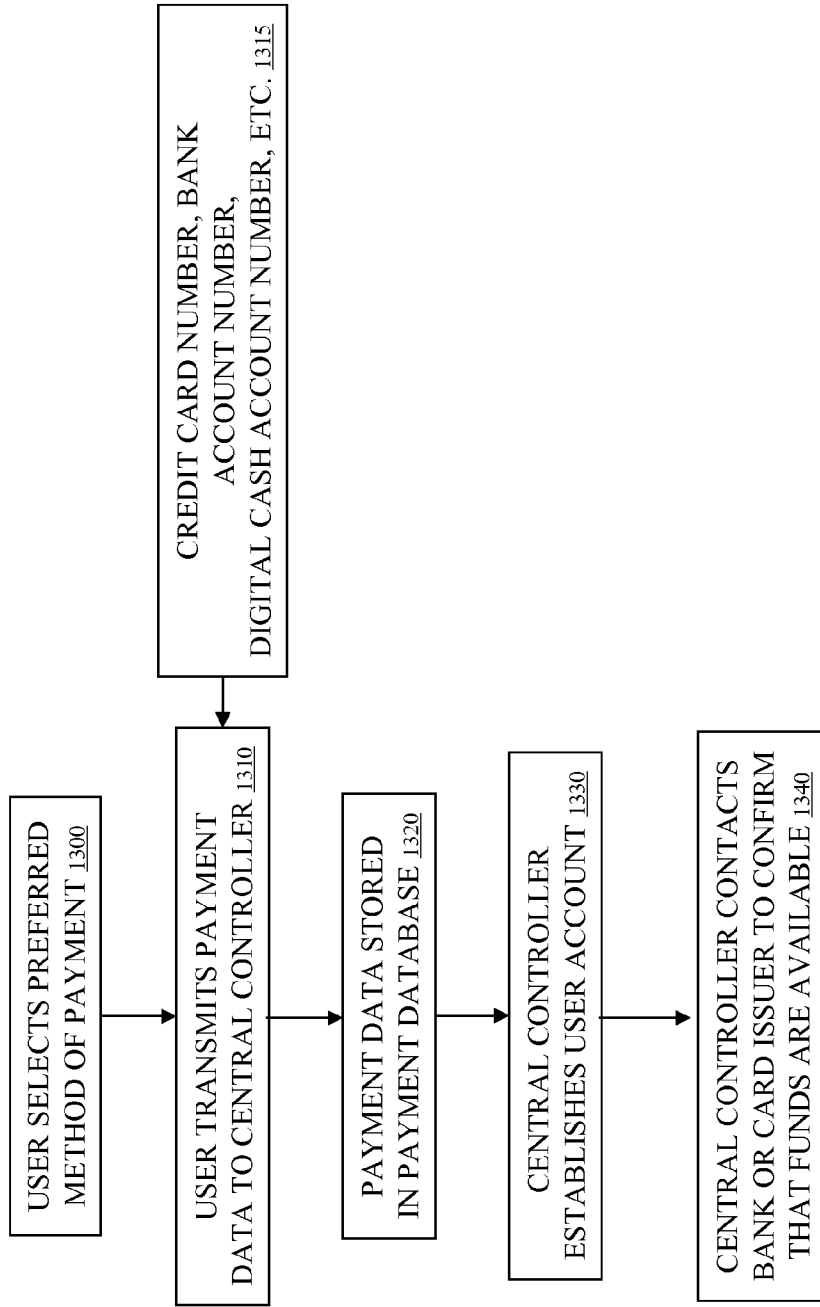 USER SELECTS PREFERRED
METHOD OF PAYMENT 1300
USER TRANSMITS PAYMENT
DATA TO CENTRAL CONTROLLER 1310
CREDIT CARD NUMBER, BANK
ACCOUNT NUMBER,
DIGITAL CASH ACCOUNT NUMBER, ETC. 1315
PAYMENT DATA STORED
IN PAYMENT DATABASE 1320
CENTRAL CONTROLLER
ESTABLISHES USER ACCOUNT 1330
CENTRAL CONTROLLER CONTACTS
BANK OR CARD ISSUER TO CONFIRM
THAT FUNDS ARE AVAILABLE 1340